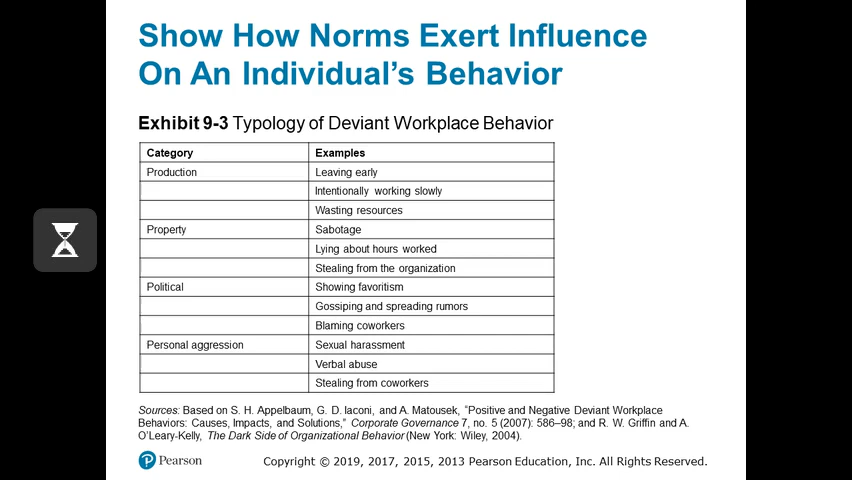 Show How Norms Exert Influence
On An Individual’s Behavior
Exhibit 9-3 Typology of Deviant Workplace Behavior
Category Examples
Production Leaving early
Intentionally working slowly
Wasting resources
Property Sabotage
Lying about hours worked
Stealing from the organization
Political Showing favoritism
Gossiping and spreading rumors
Blaming coworkers
Personal aggression Sexual harassment
Verbal abuse
Stealing from coworkers
Sources: Based on S. H. Appelbaum, G. D. Iaconi, and A. Matousek, “Positive and Negative Deviant Workplace
Behaviors: Causes, Impacts, and Solutions,” Corporate Governance 7, no. 5 (2007): 586–98; and R. W. Griffin and A.
O’Leary-Kelly, The Dark Side of Organizational Behavior (New York: Wiley, 2004).
P Pearson Copyright © 2019, 2017, 2015, 2013 Pearson Education, Inc. All Rights Reserved.